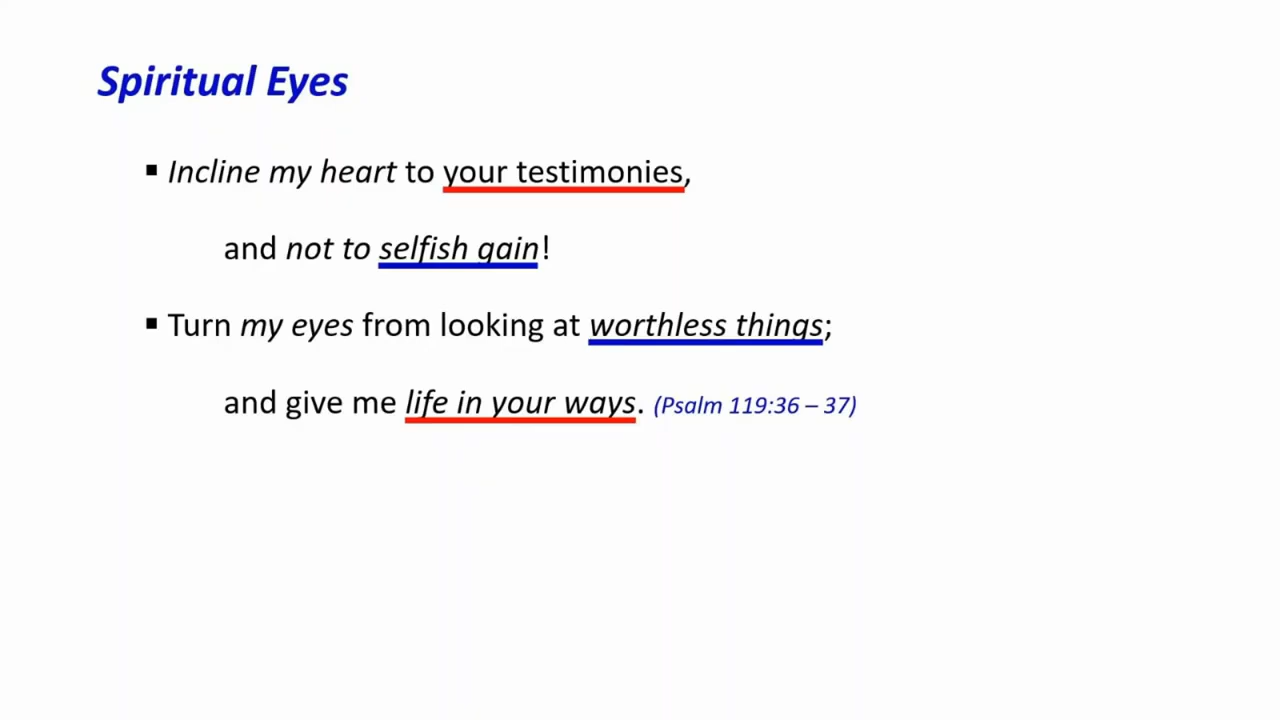 Spiritual Eyes
▪ Incline my heart to your testimonies,
and not to selfish gain!
▪ Turn my eyes from looking at worthless things;
and give me life in your ways. (Psalm 119:36 – 37)